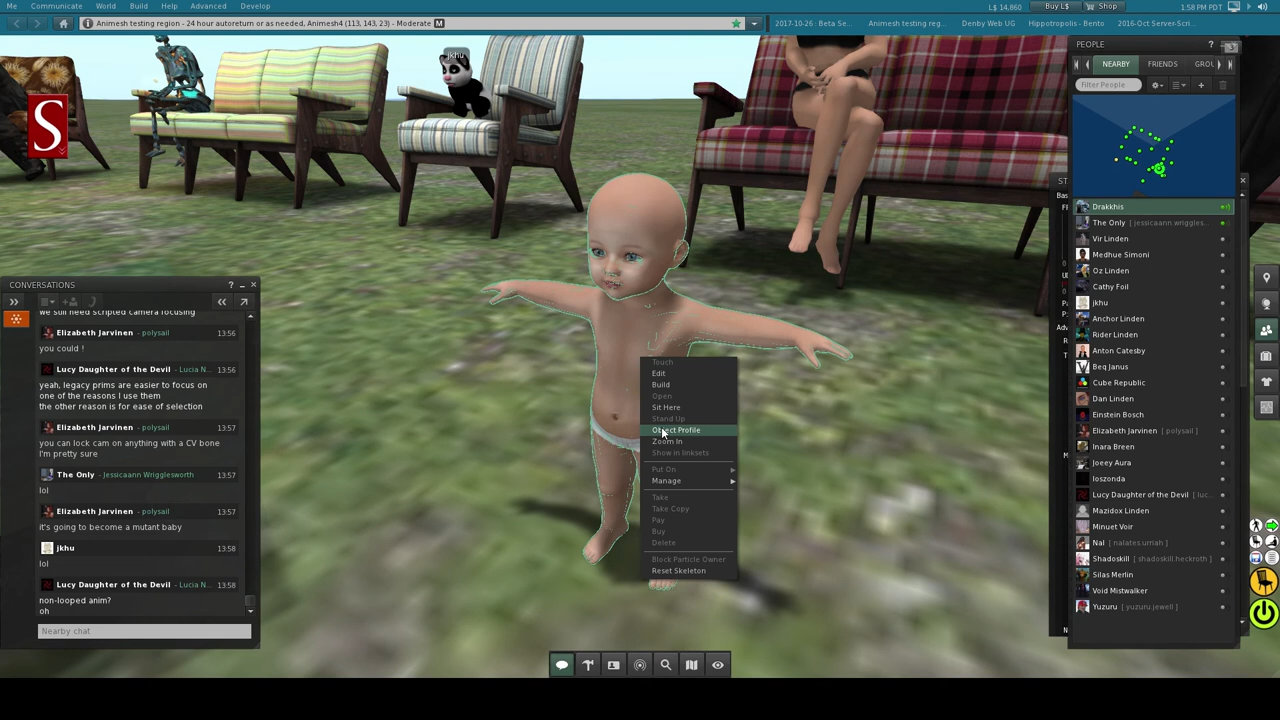 Me Communicate World Build Help Advanced Develop
L$ 14,860 Buy L$ Shop 1:58 PM PDT
Animesh testing region - 24 hour autoreturn or as needed, Animesh4 (113, 143, 23) - Moderate M
2017-10-26 : Beta Se... Animesh testing reg... Denby Web UG Hippotropolis - Bento 2016-Oct Server-Scri...
S
jkhu
PEOPLE ?
NEARBY FRIENDS GROU
Filter People
ST
Bas
Drakkhis
The Only [ jessicaann.wriggles...
Vir Linden
Medhue Simoni
Oz Linden
Cathy Foil
jkhu
Anchor Linden
Rider Linden
Anton Catesby
Beq Janus
Cube Republic
Dan Linden
Einstein Bosch
Elizabeth Jarvinen [ polysail ]
Inara Breen
Joeey Aura
loszonda
Lucy Daughter of the Devil [ luc...
Mazidox Linden
Minuet Voir
Nal [ nalates.urriah ]
Shadoskill [ shadoskill.heckroth ]
Silas Merlin
Void Mistwalker
Yuzuru [ yuzuru.jewell ]
CONVERSATIONS ?
we still need scripted camera focusing
Elizabeth Jarvinen - polysail 13:56
you could !
Lucy Daughter of the Devil - Lucia N... 13:56
yeah, legacy prims are easier to focus on
one of the reasons I use them
the other reason is for ease of selection
Elizabeth Jarvinen - polysail 13:57
you can lock cam on anything with a CV bone
I'm pretty sure
The Only - Jessicaann Wrigglesworth 13:57
lol
Elizabeth Jarvinen - polysail 13:57
it's going to become a mutant baby
jkhu 13:58
lol
Lucy Daughter of the Devil - Lucia N... 13:58
non-looped anim?
oh
Nearby chat
Touch
Edit
Build
Open
Sit Here
Stand Up
Object Profile
Zoom In
Show in linksets
Put On
Manage
Take
Take Copy
Pay
Buy
Delete
Block Particle Owner
Reset Skeleton